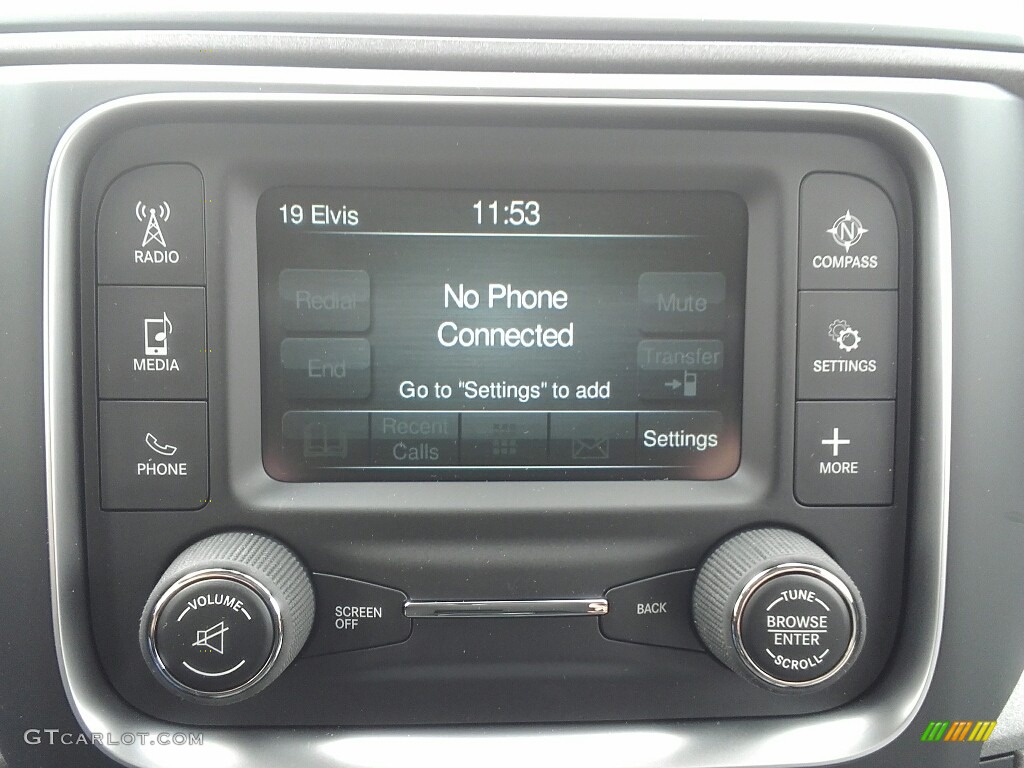 19 Elvis 11:53
RADIO
MEDIA
PHONE
Redial
End
No Phone
Connected
Go to "Settings" to add
Mute
Transfer
Recent
Calls
Settings
N
COMPASS
SETTINGS
MORE
VOLUME
SCREEN
OFF
BACK
TUNE
BROWSE
ENTER
SCROLL
GTCARLOT.COM